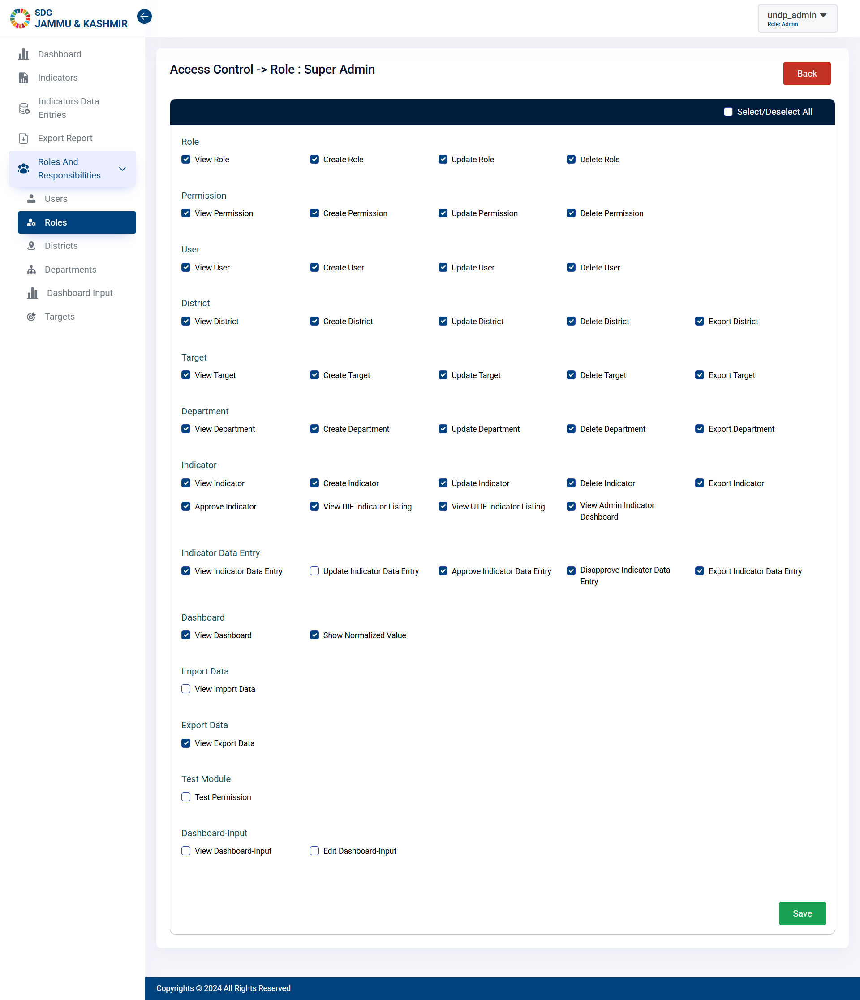 SDG
JAMMU & KASHMIR
undp_admin
Role: Admin
Dashboard
Indicators
Indicators Data
Entries
Export Report
Roles And
Responsibilities
Users
Roles
Districts
Departments
Dashboard Input
Targets
Access Control -> Role : Super Admin
Back
Select/Deselect All
Role
View Role Create Role Update Role Delete Role
Permission
View Permission Create Permission Update Permission Delete Permission
User
View User Create User Update User Delete User
District
View District Create District Update District Delete District Export District
Target
View Target Create Target Update Target Delete Target Export Target
Department
View Department Create Department Update Department Delete Department Export Department
Indicator
View Indicator Create Indicator Update Indicator Delete Indicator Export Indicator
Approve Indicator View DIF Indicator Listing View UTIF Indicator Listing View Admin Indicator
Dashboard
Indicator Data Entry
View Indicator Data Entry Update Indicator Data Entry Approve Indicator Data Entry Disapprove Indicator Data Export Indicator Data Entry
Entry
Dashboard
View Dashboard Show Normalized Value
Import Data
View Import Data
Export Data
View Export Data
Test Module
Test Permission
Dashboard-Input
View Dashboard-Input Edit Dashboard-Input
Save
Copyrights © 2024 All Rights Reserved